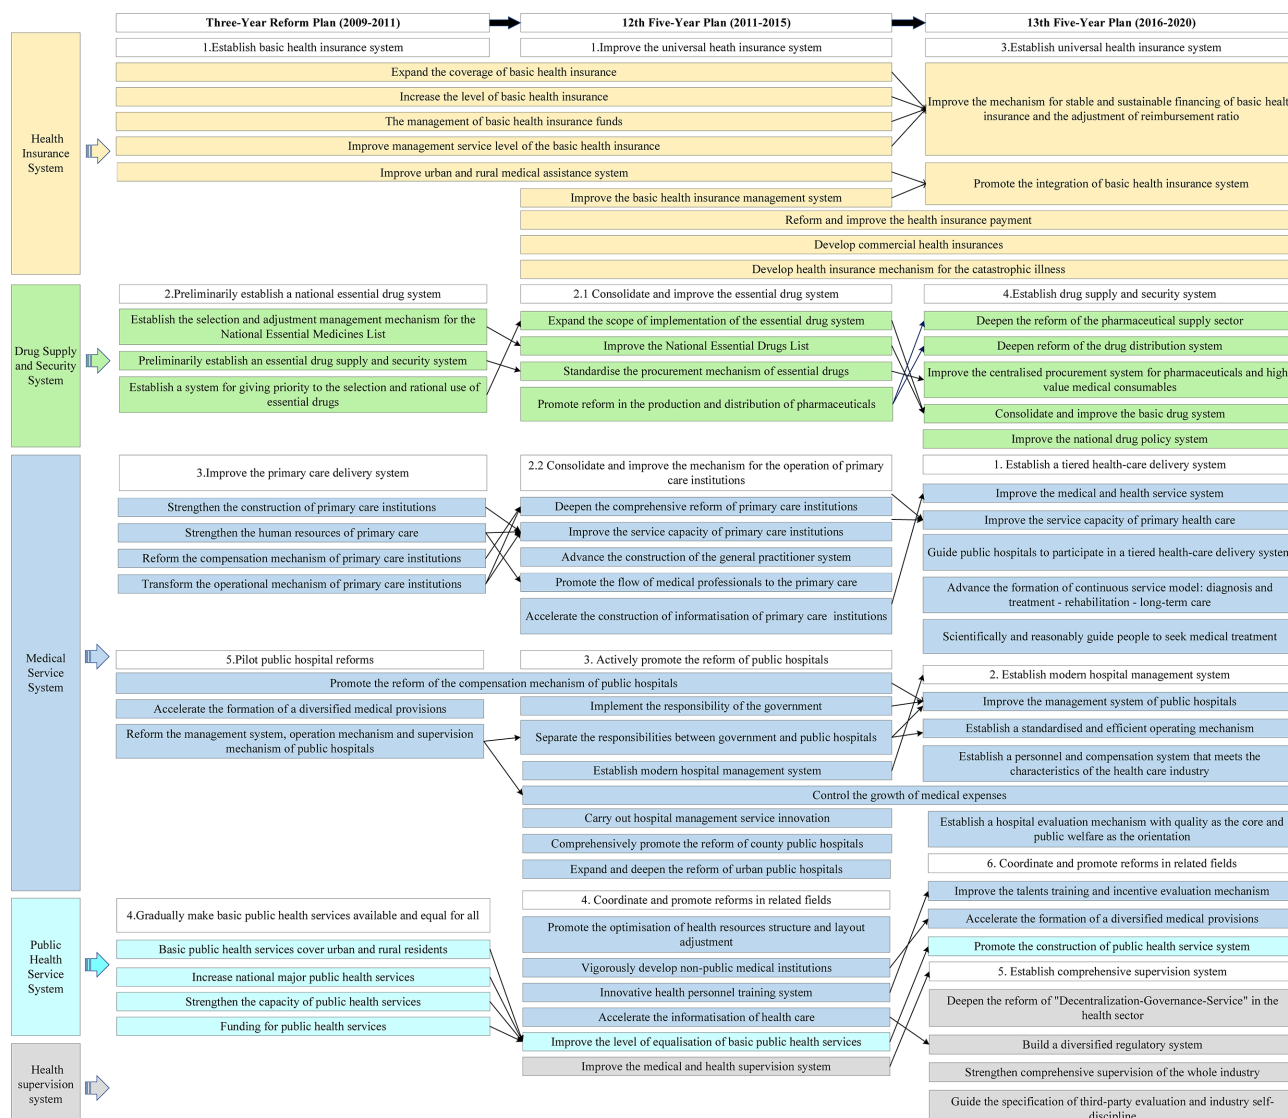 Three-Year Reform Plan (2009-2011)
12th Five-Year Plan (2011-2015)
13th Five-Year Plan (2016-2020)
Health
Insurance
System
1.Establish basic health insurance system
1.Improve the universal heath insurance system
3.Establish universal health insurance system
Expand the coverage of basic health insurance
Increase the level of basic health insurance
The management of basic health insurance funds
Improve management service level of the basic health insurance
Improve the mechanism for stable and sustainable financing of basic healt
insurance and the adjustment of reimbursement ratio
Improve urban and rural medical assistance system
Improve the basic health insurance management system
Promote the integration of basic health insurance system
Reform and improve the health insurance payment
Develop commercial health insurances
Develop health insurance mechanism for the catastrophic illness
Drug Supply
and Security
System
2.Preliminarily establish a national essential drug system
2.1 Consolidate and improve the essential drug system
4.Establish drug supply and security system
Establish the selection and adjustment management mechanism for the
National Essential Medicines List
Preliminarily establish an essential drug supply and security system
Establish a system for giving priority to the selection and rational use of
essential drugs
Expand the scope of implementation of the essential drug system
Improve the National Essential Drugs List
Standardise the procurement mechanism of essential drugs
Promote reform in the production and distribution of pharmaceuticals
Deepen the reform of the pharmaceutical supply sector
Deepen reform of the drug distribution system
Improve the centralised procurement system for pharmaceuticals and high
value medical consumables
Consolidate and improve the basic drug system
Improve the national drug policy system
Medical
Service
System
3.Improve the primary care delivery system
2.2 Consolidate and improve the mechanism for the operation of primary
care institutions
1. Establish a tiered health-care delivery system
Strengthen the construction of primary care institutions
Strengthen the human resources of primary care
Reform the compensation mechanism of primary care institutions
Transform the operational mechanism of primary care institutions
Deepen the comprehensive reform of primary care institutions
Improve the service capacity of primary care institutions
Advance the construction of the general practitioner system
Promote the flow of medical professionals to the primary care
Accelerate the construction of informatisation of primary care institutions
Improve the medical and health service system
Improve the service capacity of primary health care
Guide public hospitals to participate in a tiered health-care delivery system
Advance the formation of continuous service model: diagnosis and
treatment - rehabilitation - long-term care
Scientifically and reasonably guide people to seek medical treatment
5.Pilot public hospital reforms
3. Actively promote the reform of public hospitals
2. Establish modern hospital management system
Promote the reform of the compensation mechanism of public hospitals
Accelerate the formation of a diversified medical provisions
Reform the management system, operation mechanism and supervision
mechanism of public hospitals
Implement the responsibility of the government
Separate the responsibilities between government and public hospitals
Establish modern hospital management system
Improve the management system of public hospitals
Establish a standardised and efficient operating mechanism
Establish a personnel and compensation system that meets the
characteristics of the health care industry
Control the growth of medical expenses
Carry out hospital management service innovation
Comprehensively promote the reform of county public hospitals
Expand and deepen the reform of urban public hospitals
Establish a hospital evaluation mechanism with quality as the core and
public welfare as the orientation
6. Coordinate and promote reforms in related fields
Improve the talents training and incentive evaluation mechanism
Accelerate the formation of a diversified medical provisions
Public
Health
Service
System
4.Gradually make basic public health services available and equal for all
4. Coordinate and promote reforms in related fields
Basic public health services cover urban and rural residents
Increase national major public health services
Strengthen the capacity of public health services
Funding for public health services
Promote the optimisation of health resources structure and layout
adjustment
Vigorously develop non-public medical institutions
Innovative health personnel training system
Accelerate the informatisation of health care
Improve the level of equalisation of basic public health services
Improve the medical and health supervision system
Promote the construction of public health service system
5. Establish comprehensive supervision system
Deepen the reform of "Decentralization-Governance-Service" in the
health sector
Build a diversified regulatory system
Strengthen comprehensive supervision of the whole industry
Guide the specification of third-party evaluation and industry self-
discipline
Health
supervision
system